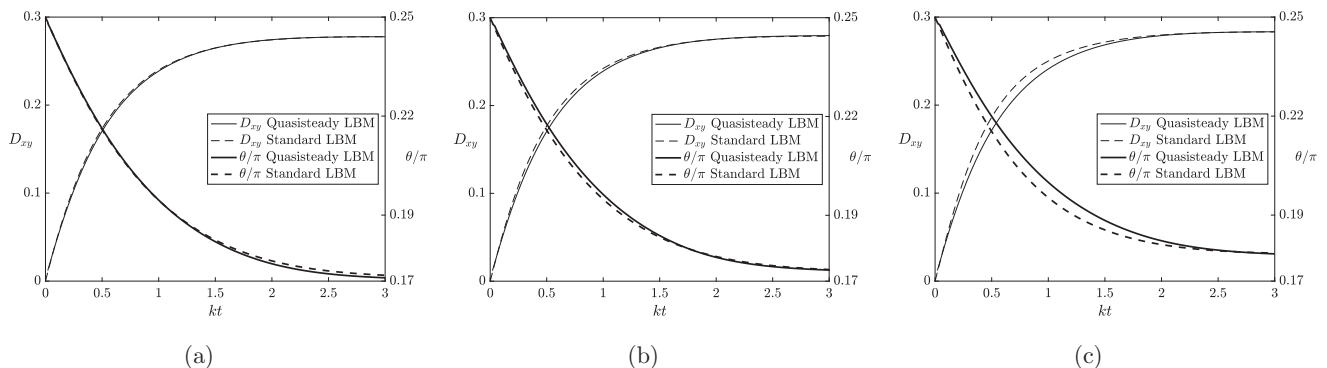 0.3
0.2
D_xy
0.1
0
0.25
0.22
θ/π
0.19
0.17
D_xy Quasisteady LBM
D_xy Standard LBM
θ/π Quasisteady LBM
θ/π Standard LBM
0 0.5 1 1.5 2 2.5 3
kt
(a)
0.3
0.2
D_xy
0.1
0
0.25
0.22
θ/π
0.19
0.17
D_xy Quasisteady LBM
D_xy Standard LBM
θ/π Quasisteady LBM
θ/π Standard LBM
0 0.5 1 1.5 2 2.5 3
kt
(b)
0.3
0.2
D_xy
0.1
0
0.25
0.22
θ/π
0.19
0.17
D_xy Quasisteady LBM
D_xy Standard LBM
θ/π Quasisteady LBM
θ/π Standard LBM
0 0.5 1 1.5 2 2.5 3
kt
(c)